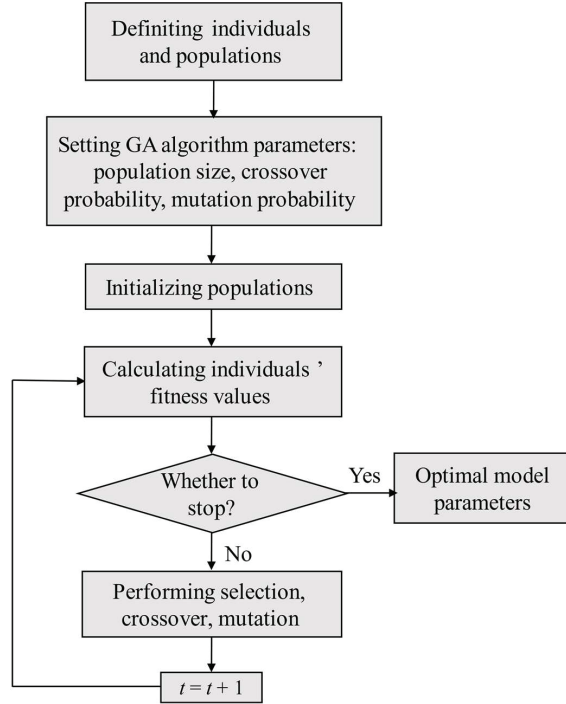 Definiting individuals
and populations
Setting GA algorithm parameters:
population size, crossover
probability, mutation probability
Initializing populations
Calculating individuals ’
fitness values
Whether to
stop?
Yes
Optimal model
parameters
No
Performing selection,
crossover, mutation
t = t + 1